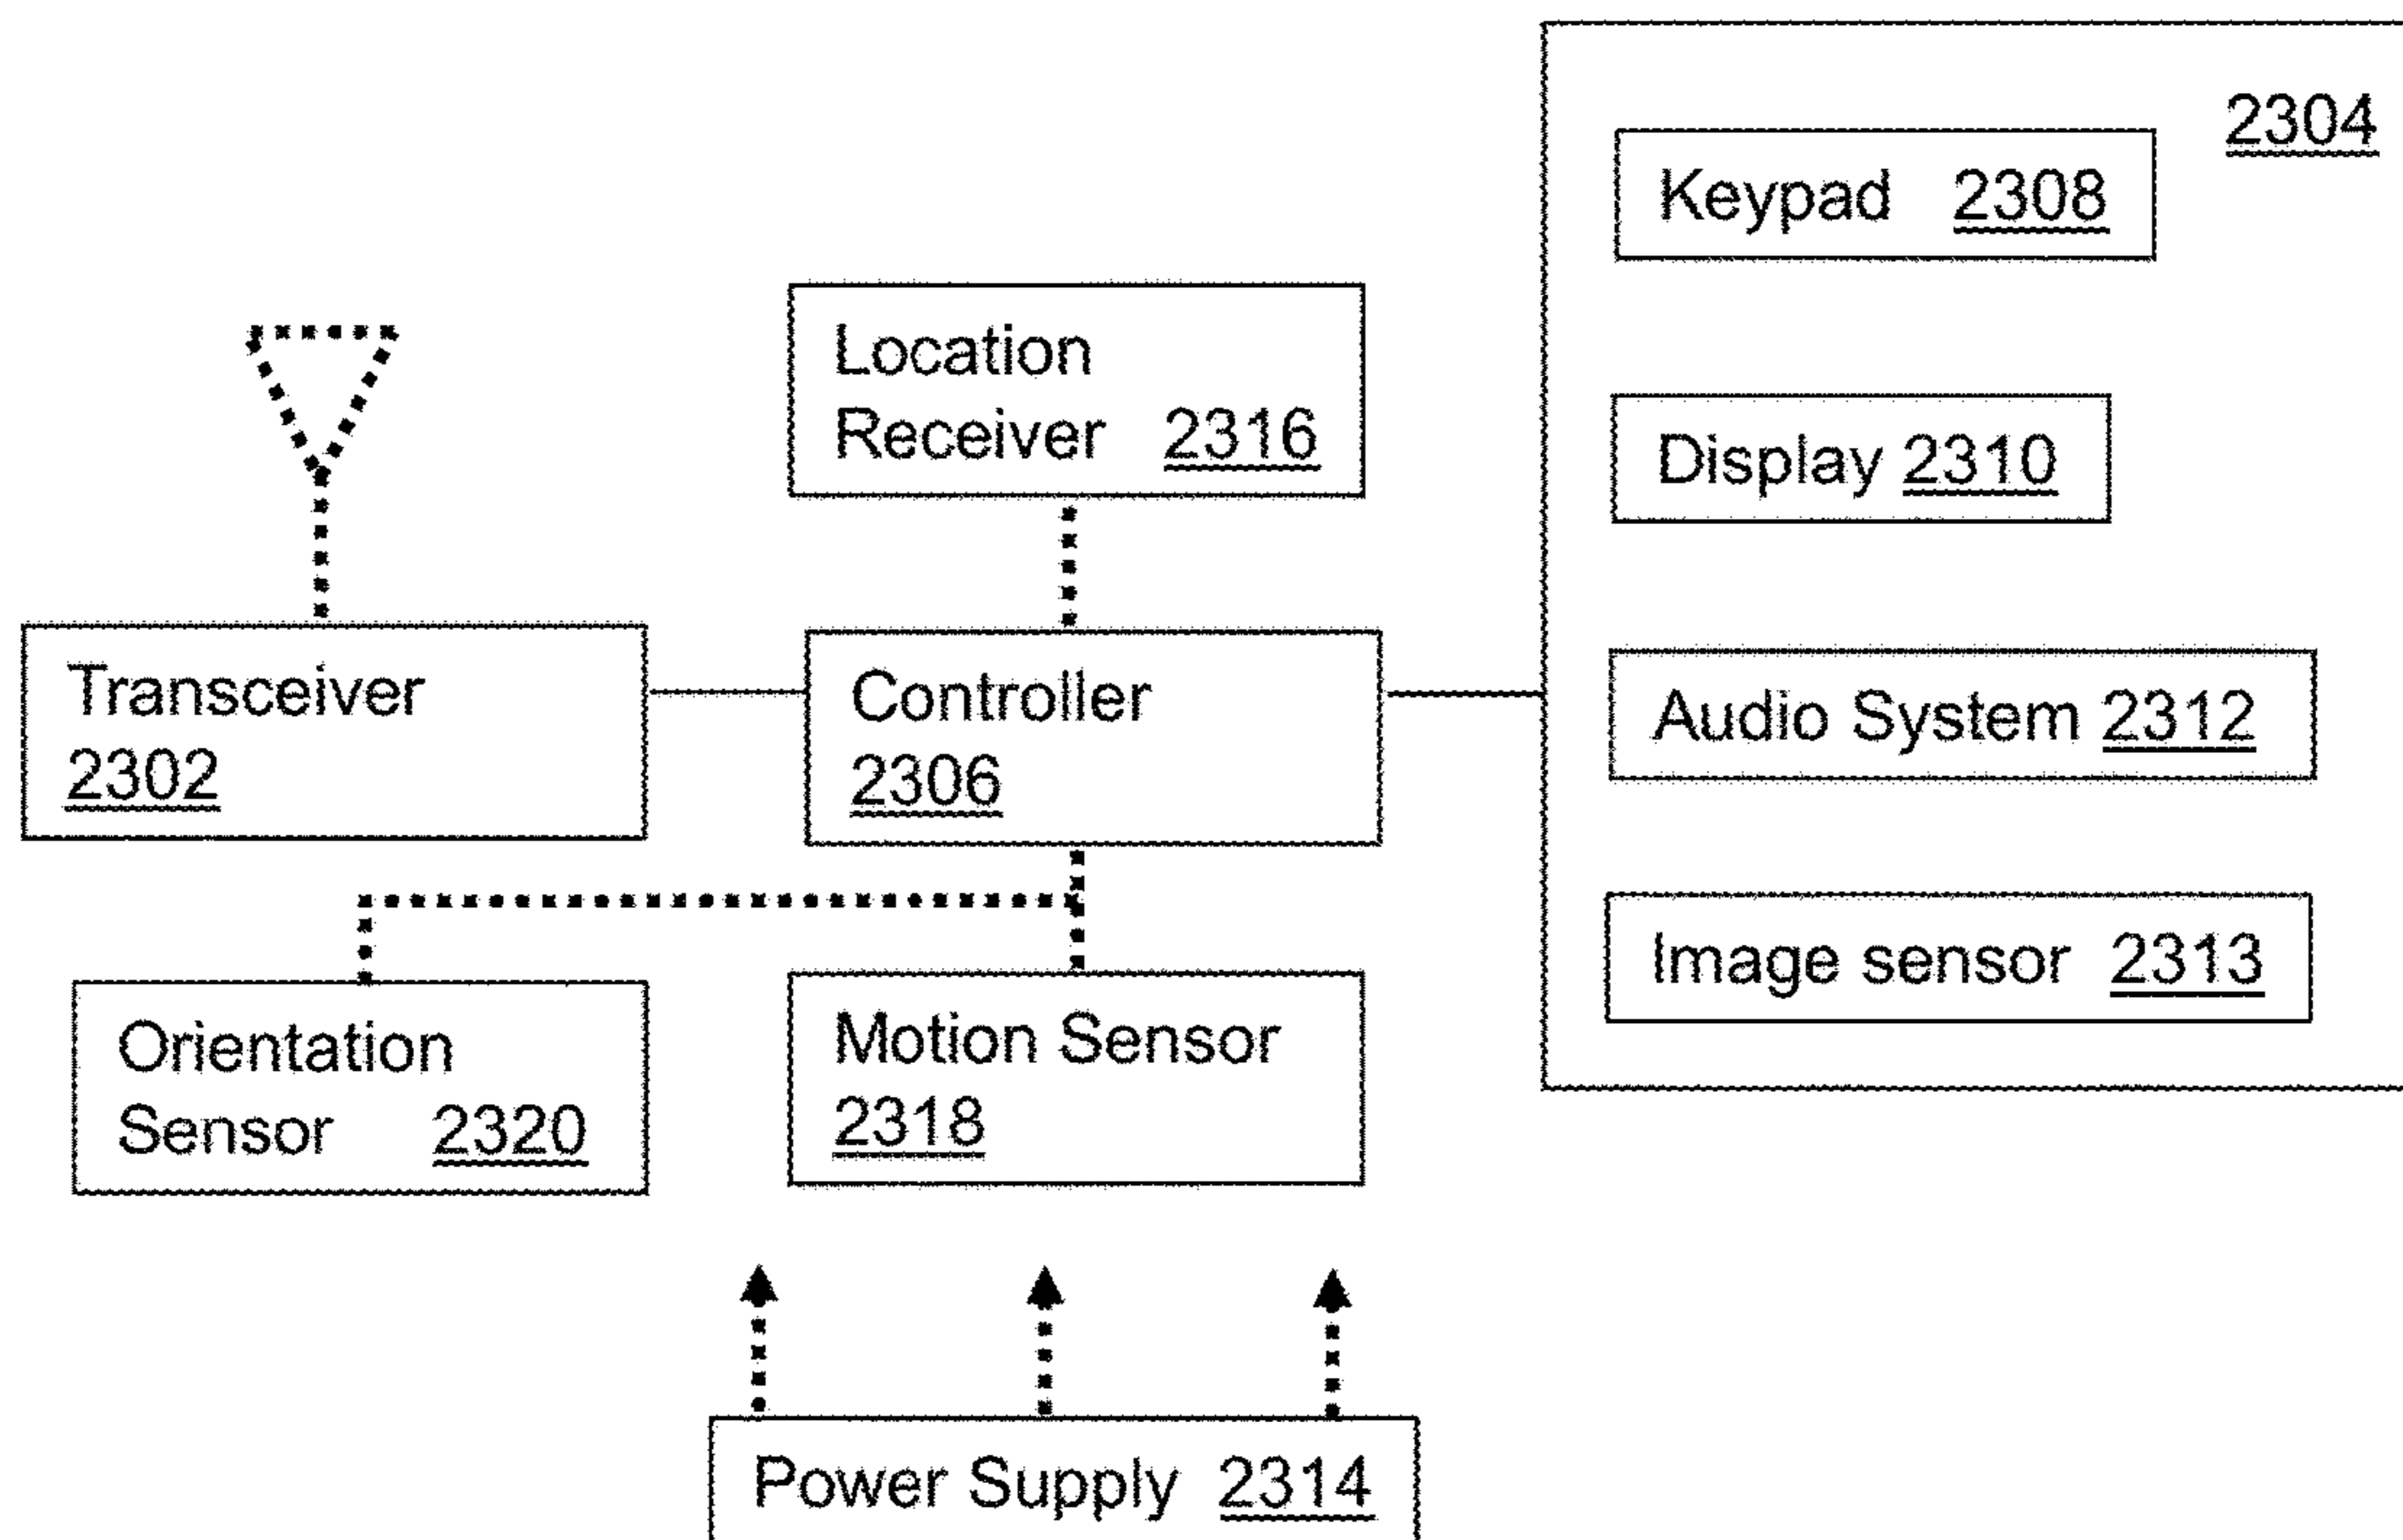 2304
Keypad 2308
Location
Receiver 2316
Display 2310
Transceiver
2302
Controller
2306
Audio System 2312
Image sensor 2313
Orientation
Sensor 2320
Motion Sensor
2318
Power Supply 2314